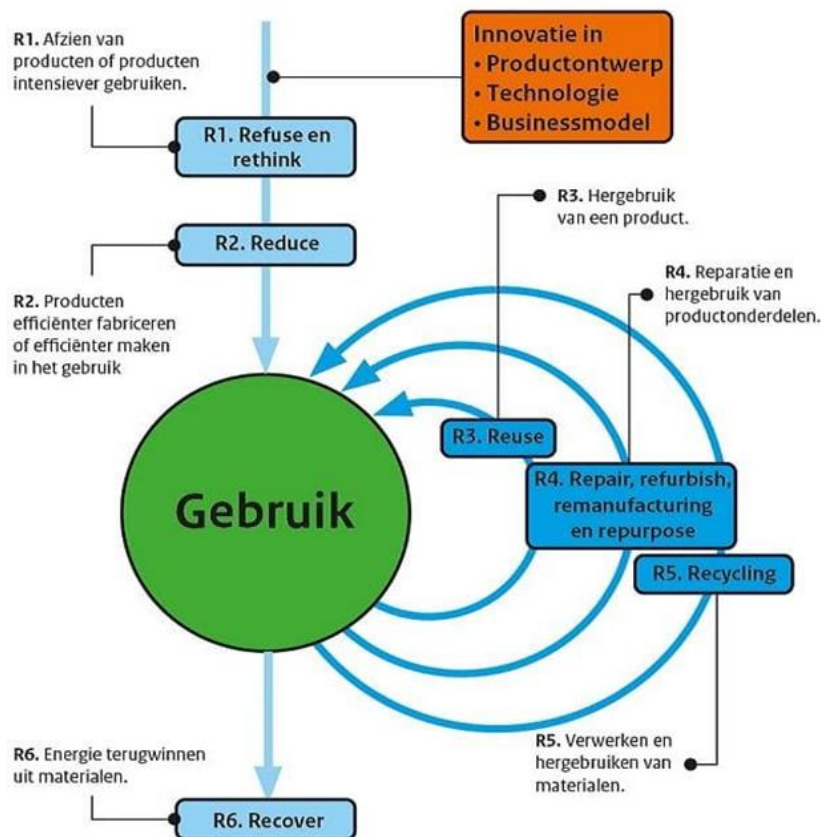 R1. Afzien van
producten of producten
intensiever gebruiken.
Innovatie in
• Productontwerp
• Technologie
• Businessmodel
R1. Refuse en
rethink
R3. Hergebruik
van een product.
R2. Reduce
R4. Reparatie en
hergebruik van
productonderdelen.
R2. Producten
efficiënter fabriceren
of efficiënter maken
in het gebruik
R3. Reuse
Gebruik
R4. Repair, refurbish,
remanufacturing
en repurpose
R5. Recycling
R6. Energie terugwinnen
uit materialen.
R5. Verwerken en
hergebruiken van
materialen.
R6. Recover